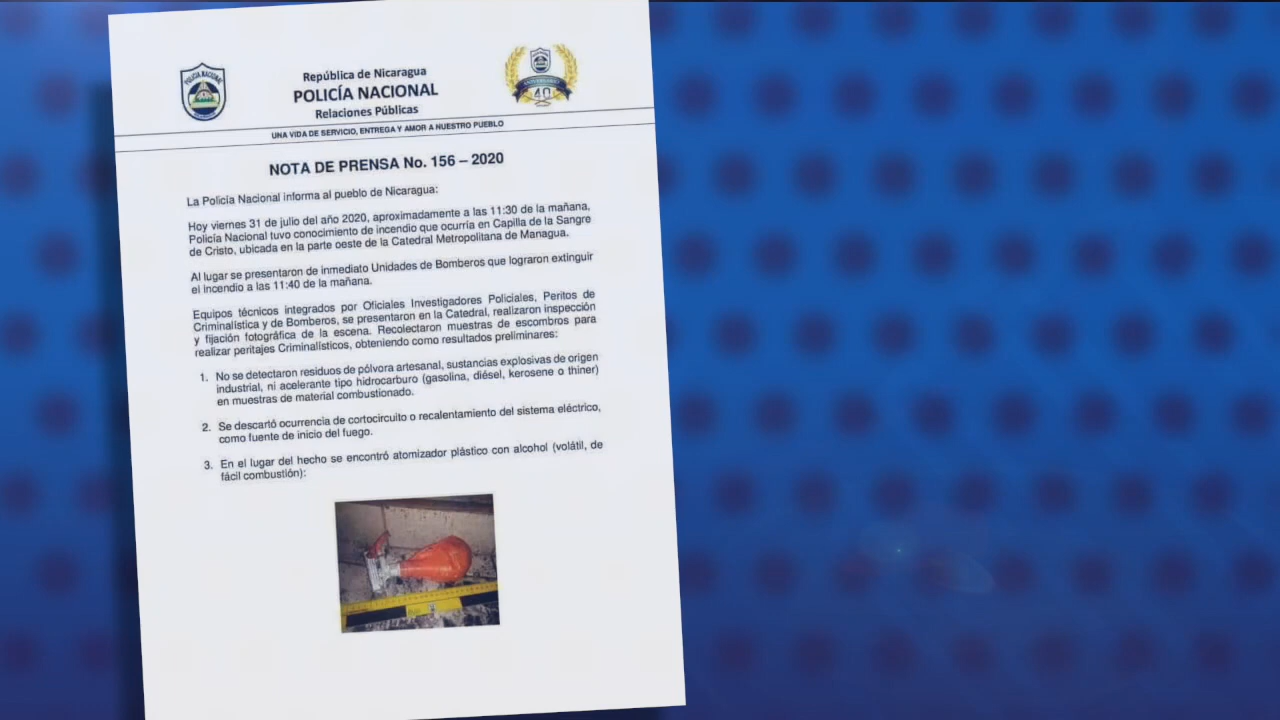 República de Nicaragua
POLICÍA NACIONAL
Relaciones Públicas
POLICIA NACIONAL
40
UNA VIDA DE SERVICIO, ENTREGA Y AMOR A NUESTRO PUEBLO
NOTA DE PRENSA No. 156 – 2020
La Policía Nacional informa al pueblo de Nicaragua:
Hoy viernes 31 de julio del año 2020, aproximadamente a las 11:30 de la mañana,
Policía Nacional tuvo conocimiento de incendio que ocurría en Capilla de la Sangre
de Cristo, ubicada en la parte oeste de la Catedral Metropolitana de Managua.
Al lugar se presentaron de inmediato Unidades de Bomberos que lograron extinguir
el incendio a las 11:40 de la mañana.
Equipos técnicos integrados por Oficiales Investigadores Policiales, Peritos de
Criminalística y de Bomberos, se presentaron en la Catedral, realizaron inspección
y fijación fotográfica de la escena. Recolectaron muestras de escombros para
realizar peritajes Criminalísticos, obteniendo como resultados preliminares:
1. No se detectaron residuos de pólvora artesanal, sustancias explosivas de origen
industrial, ni acelerante tipo hidrocarburo (gasolina, diésel, kerosene o thiner)
en muestras de material combustionado.
2. Se descartó ocurrencia de cortocircuito o recalentamiento del sistema eléctrico,
como fuente de inicio del fuego.
3. En el lugar del hecho se encontró atomizador plástico con alcohol (volátil, de
fácil combustión):